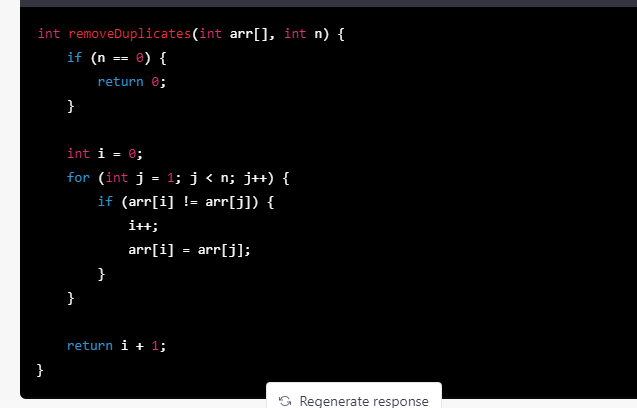 int removeDuplicates(int arr[], int n) {
    if (n == 0) {
        return 0;
    }

    int i = 0;
    for (int j = 1; j < n; j++) {
        if (arr[i] != arr[j]) {
            i++;
            arr[i] = arr[j];
        }
    }

    return i + 1;
}
Regenerate response